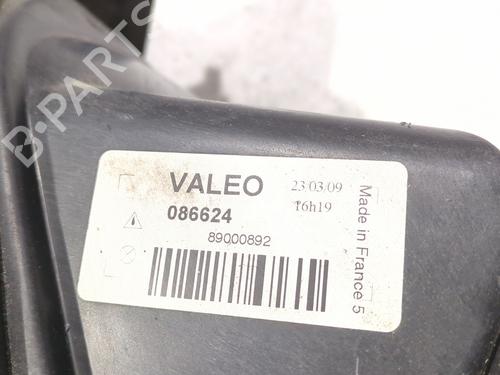 B-PARTS
VALEO
23.03.09
086624
16h19
89000892
Made in France 5